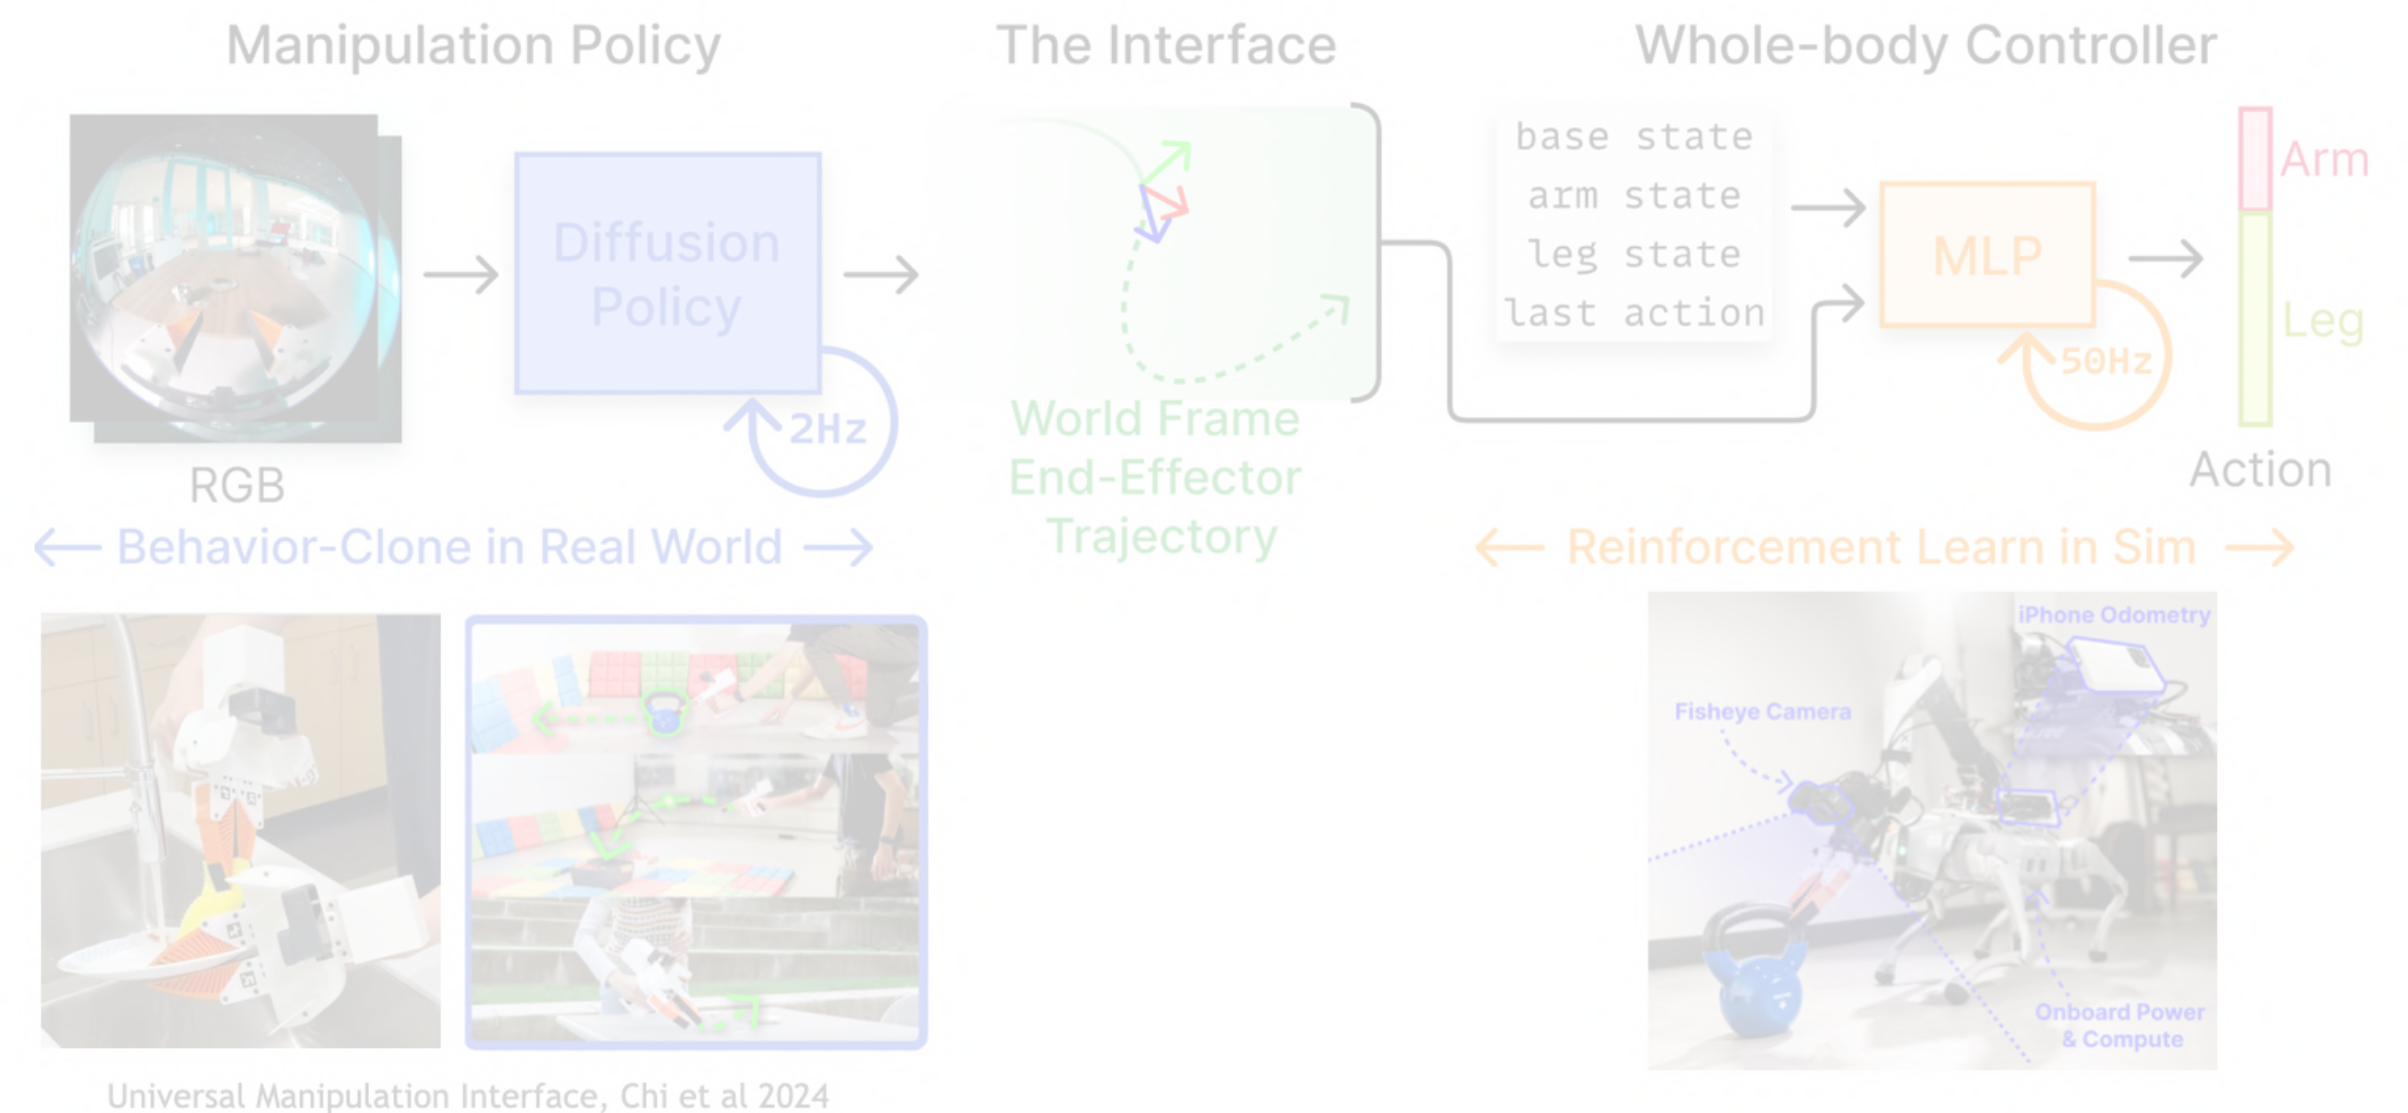 Manipulation Policy
The Interface
Whole-body Controller
Diffusion
Policy
2Hz
RGB
Behavior-Clone in Real World
World Frame
End-Effector
Trajectory
base state
arm state
leg state
last action
MLP
50Hz
Arm
Leg
Action
Reinforcement Learn in Sim
iPhone Odometry
Fisheye Camera
Onboard Power
& Compute
Universal Manipulation Interface, Chi et al 2024